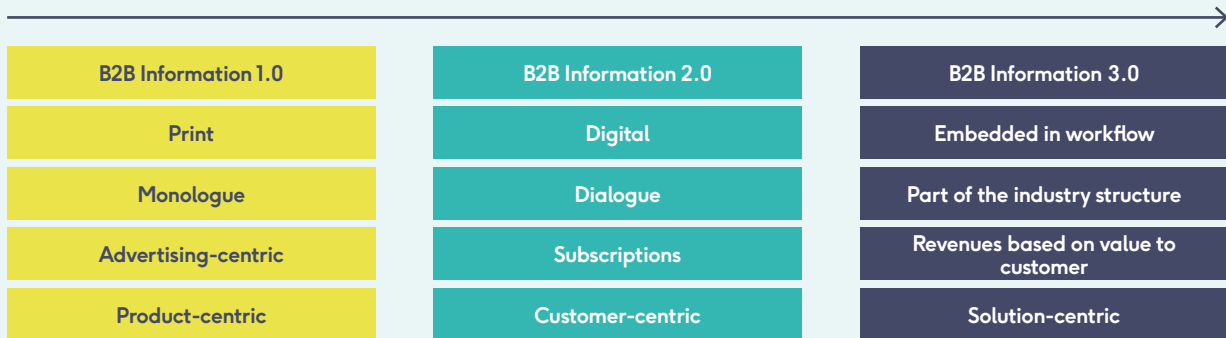 B2B Information 1.0
Print
Monologue
Advertising-centric
Product-centric
B2B Information 2.0
Digital
Dialogue
Subscriptions
Customer-centric
B2B Information 3.0
Embedded in workflow
Part of the industry structure
Revenues based on value to
customer
Solution-centric